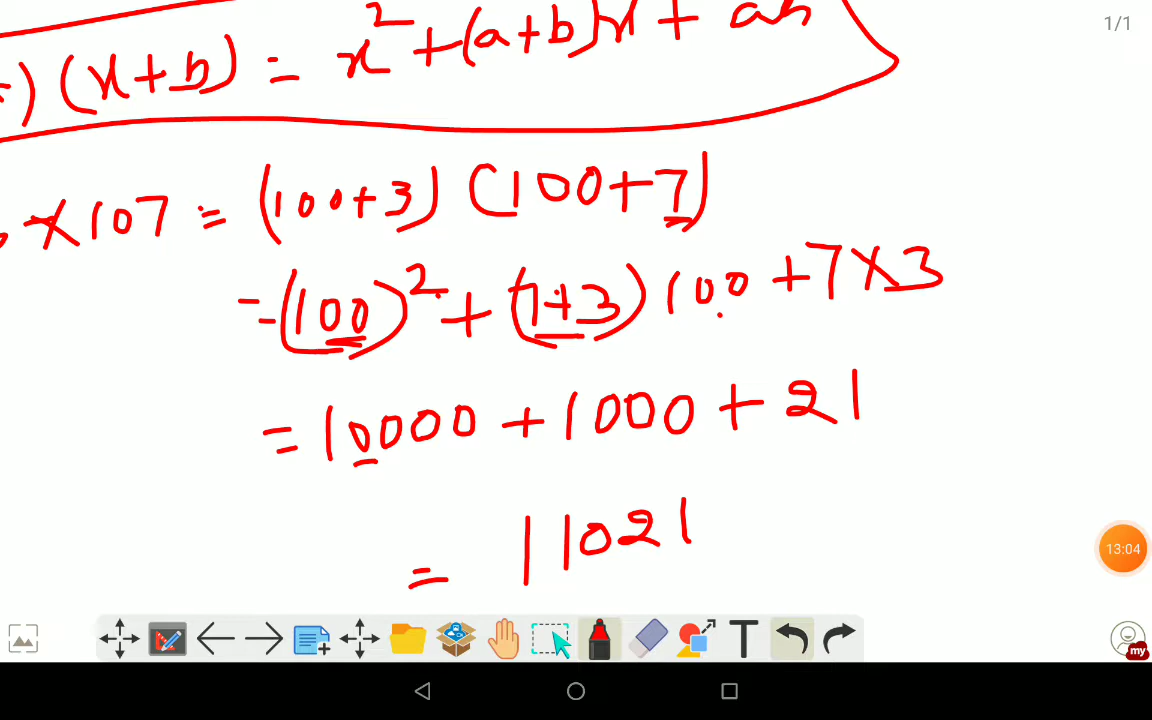 1/1
) (x+b) = x² + (a+b)x + ab
× 107 = (100+3) (100+7)
= (100)² + (7+3) 100 + 7×3
= 10000 + 1000 + 21
= 11021
13:04
T
my